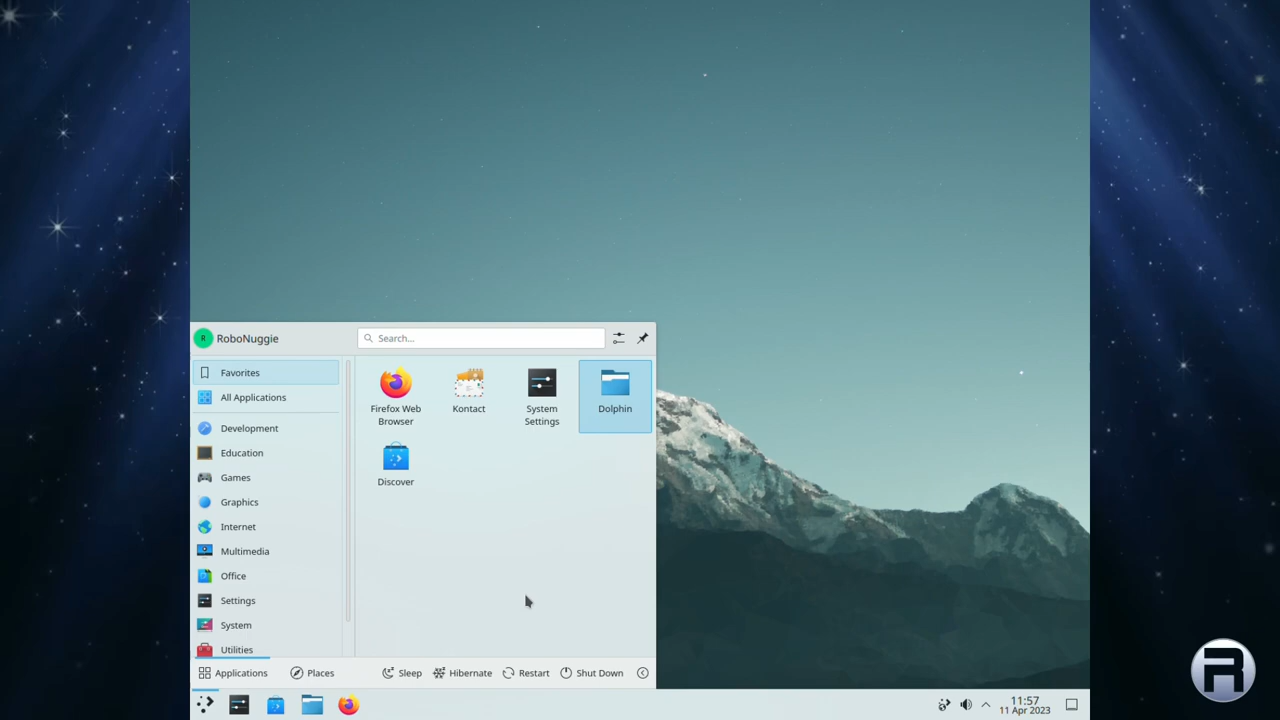 R RoboNuggie
Search...
Favorites
All Applications
Development
Education
Games
Graphics
Internet
Multimedia
Office
Settings
System
Utilities
Firefox Web
Browser
Kontact
System
Settings
Dolphin
Discover
Applications
Places
Sleep
Hibernate
Restart
Shut Down
11:57
11 Apr 2023
R